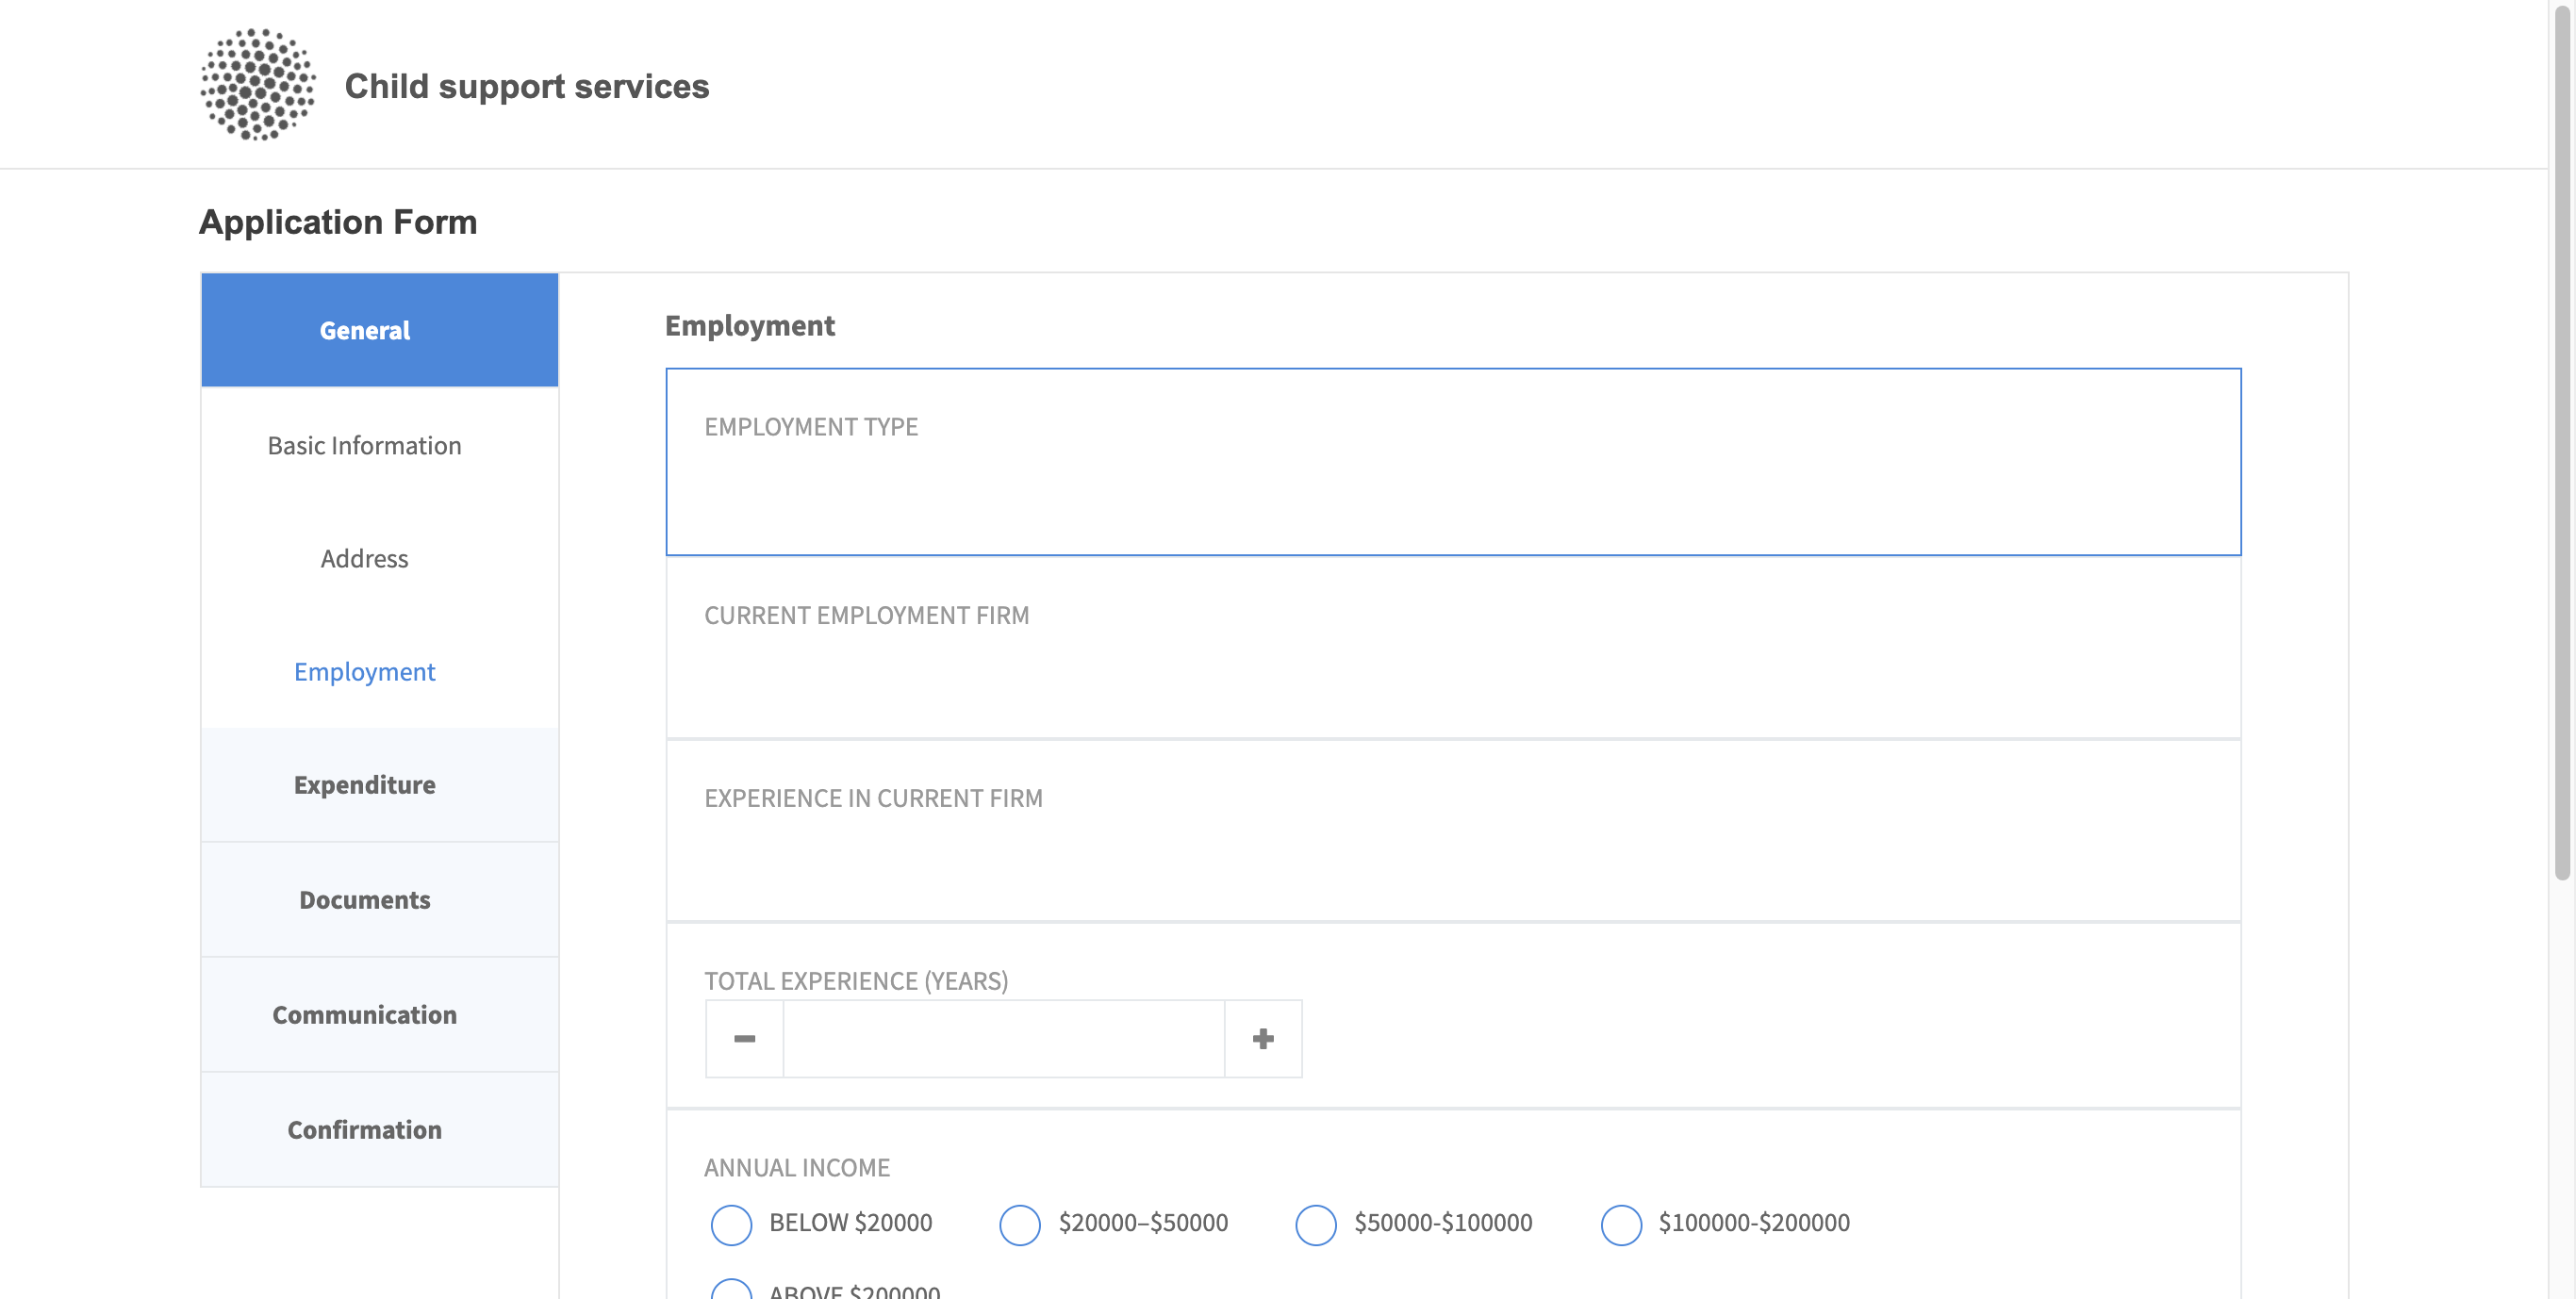 Child support services
Application Form
General
Basic Information
Address
Employment
Expenditure
Documents
Communication
Confirmation
Employment
EMPLOYMENT TYPE
CURRENT EMPLOYMENT FIRM
EXPERIENCE IN CURRENT FIRM
TOTAL EXPERIENCE (YEARS)
ANNUAL INCOME
BELOW $20000 $20000–$50000 $50000-$100000 $100000-$200000
ABOVE $200000